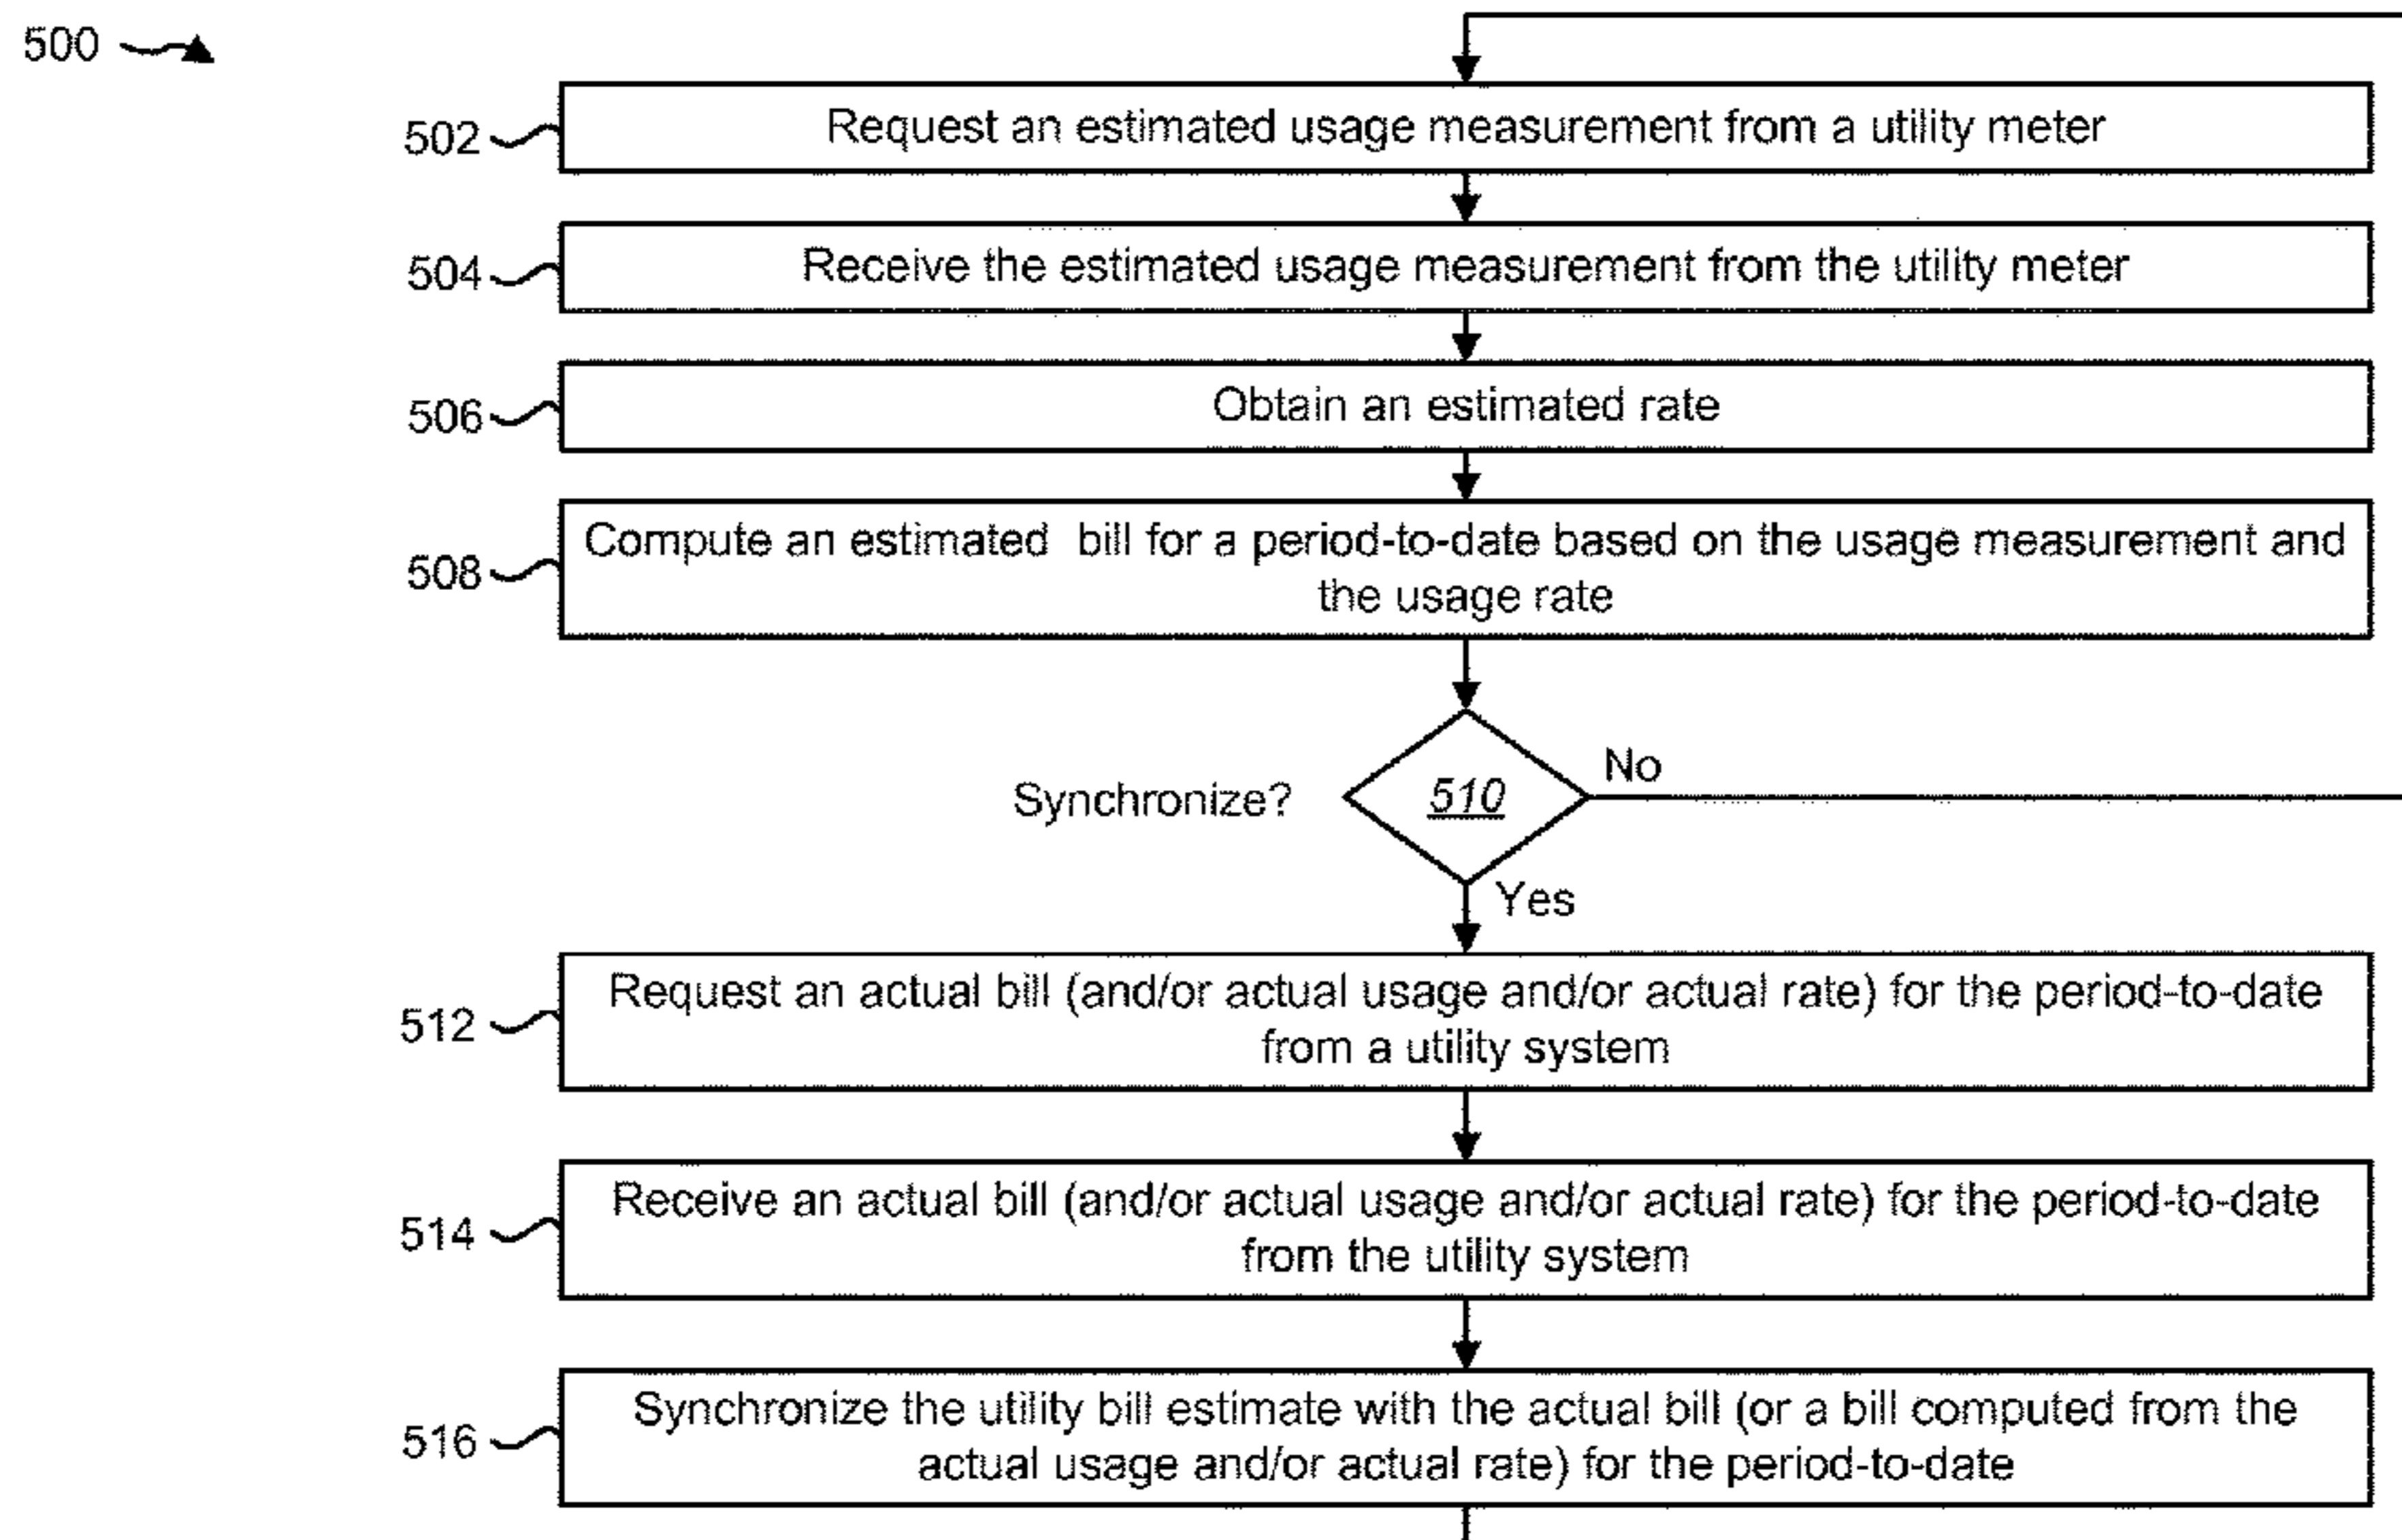 500
502
Request an estimated usage measurement from a utility meter
504
Receive the estimated usage measurement from the utility meter
506
Obtain an estimated rate
508
Compute an estimated bill for a period-to-date based on the usage measurement and
the usage rate
Synchronize?
510
No
Yes
512
Request an actual bill (and/or actual usage and/or actual rate) for the period-to-date
from a utility system
514
Receive an actual bill (and/or actual usage and/or actual rate) for the period-to-date
from the utility system
516
Synchronize the utility bill estimate with the actual bill (or a bill computed from the
actual usage and/or actual rate) for the period-to-date